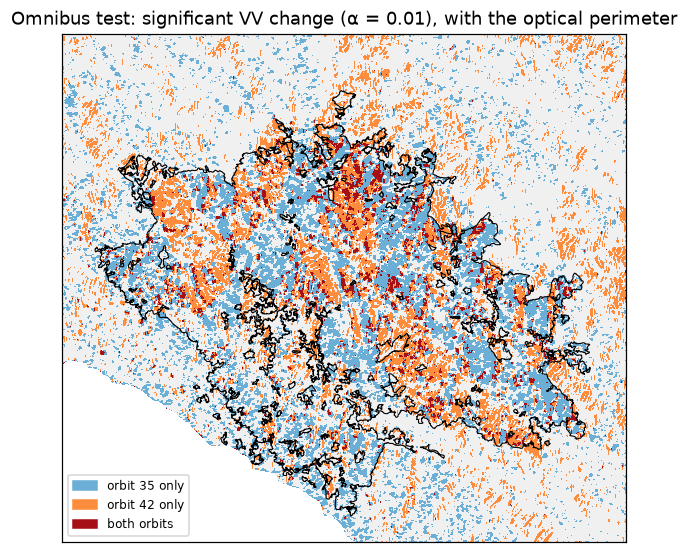 Omnibus test: significant VV change (α = 0.01), with the optical perimeter
orbit 35 only
orbit 42 only
both orbits